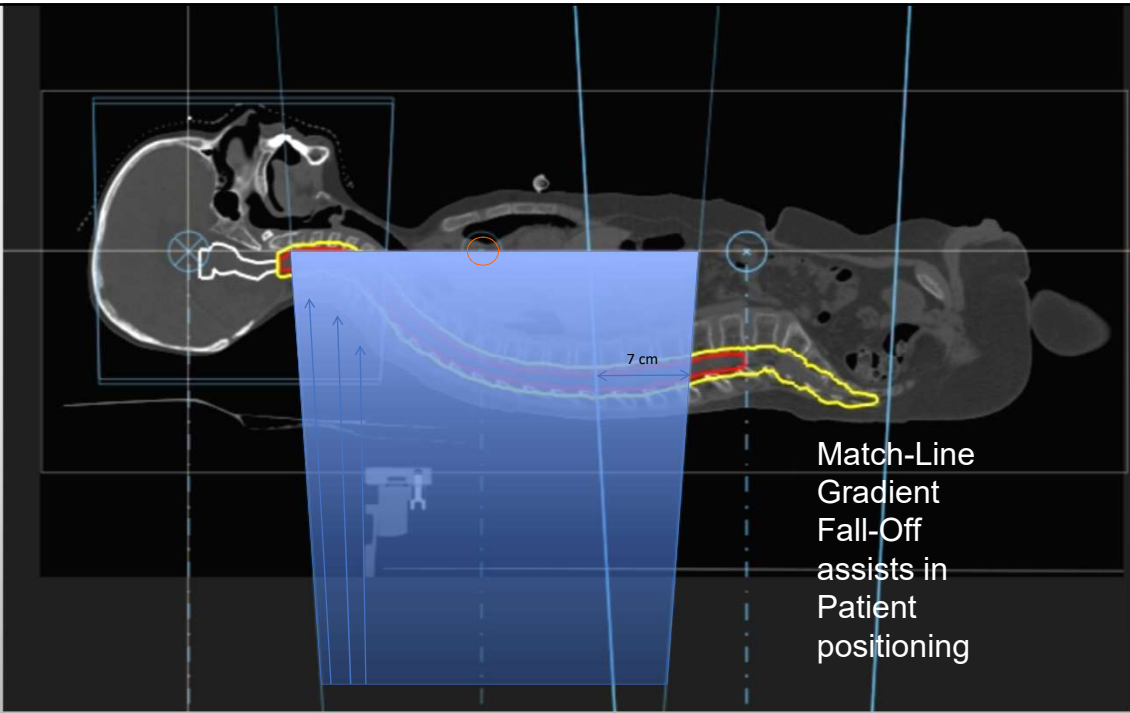 7 cm
Match-Line
Gradient
Fall-Off
assists in
Patient
positioning